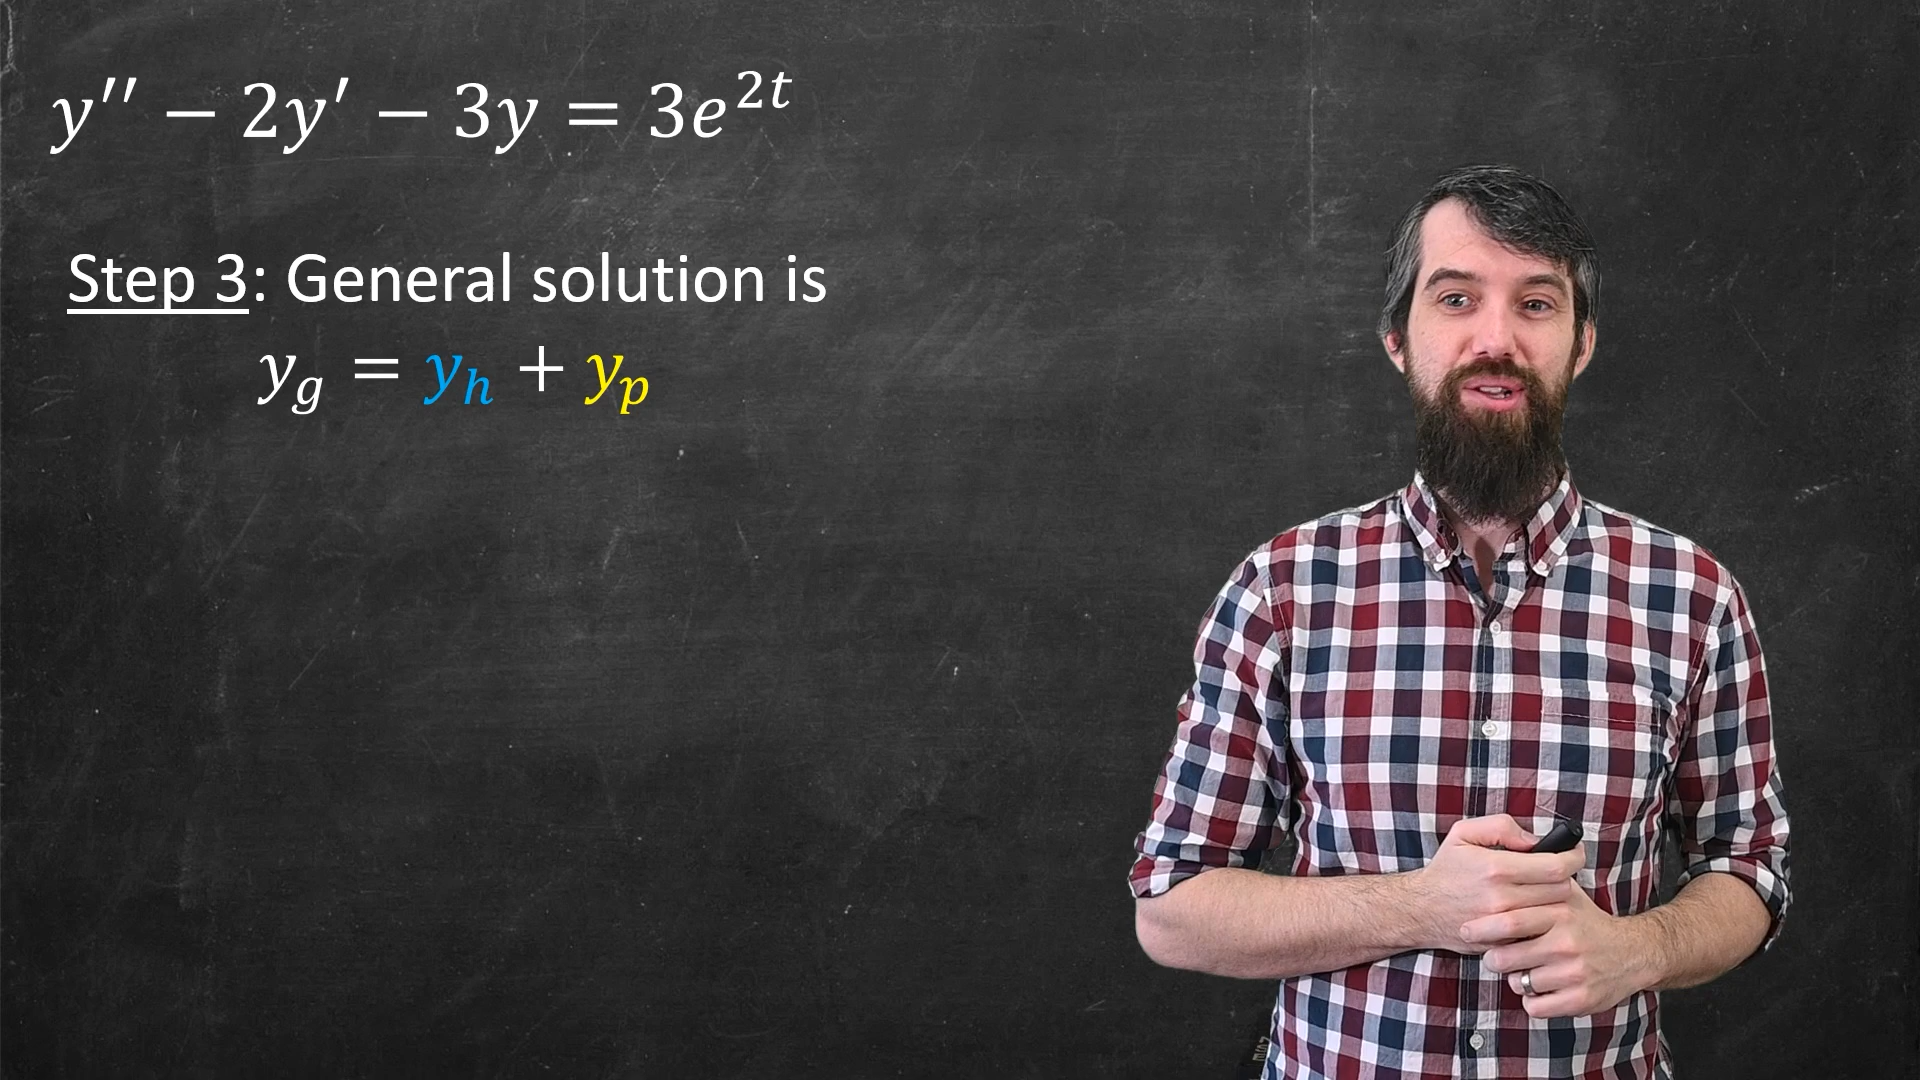 y′′ − 2y′ − 3y = 3e^{2t}
Step 3: General solution is
y_g = y_h + y_p